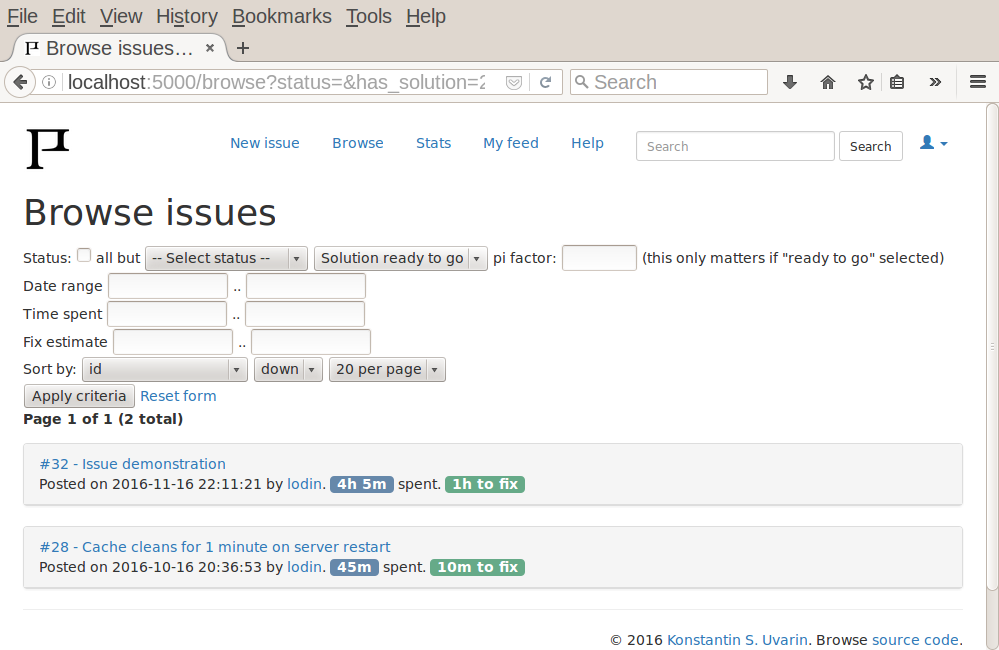 File Edit View History Bookmarks Tools Help
Browse issues... × +
localhost:5000/browse?status=&has_solution=2 Search
New issue Browse Stats My feed Help Search Search
Browse issues
Status: all but -- Select status -- Solution ready to go pi factor: (this only matters if "ready to go" selected)
Date range ..
Time spent ..
Fix estimate ..
Sort by: id down 20 per page
Apply criteria Reset form
Page 1 of 1 (2 total)
#32 - Issue demonstration
Posted on 2016-11-16 22:11:21 by lodin. 4h 5m spent. 1h to fix
#28 - Cache cleans for 1 minute on server restart
Posted on 2016-10-16 20:36:53 by lodin. 45m spent. 10m to fix
© 2016 Konstantin S. Uvarin. Browse source code.